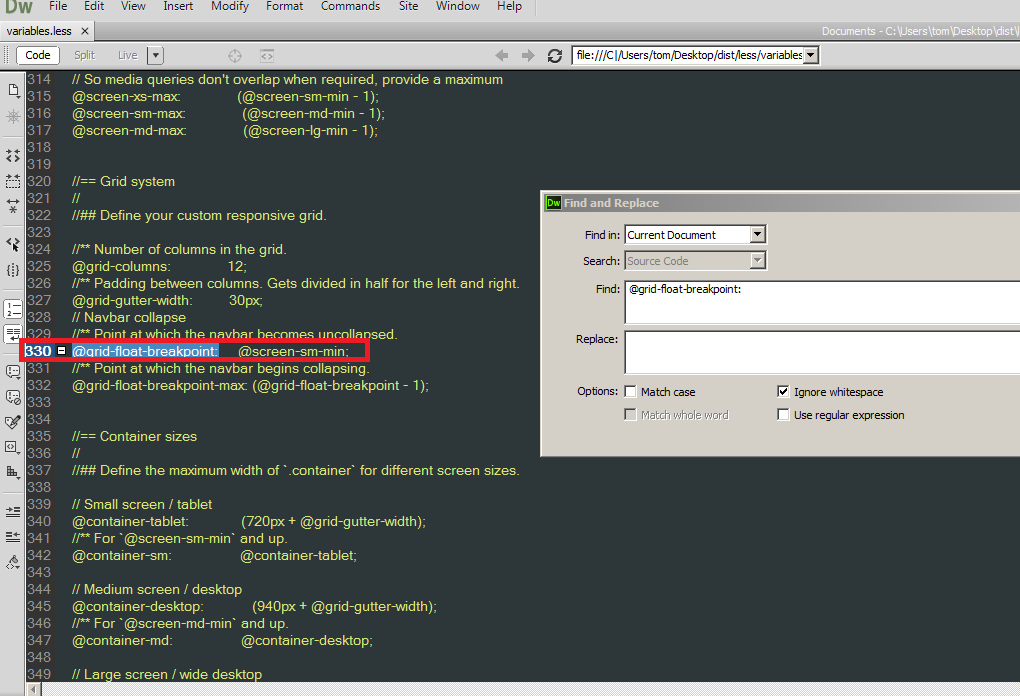 Dw File Edit View Insert Modify Format Commands Site Window Help
variables.less × Documents - C:\Users\tom\Desktop\dist\
Code Split Live file:///C|/Users/tom/Desktop/dist/less/variables
314 // So media queries don't overlap when required, provide a maximum
315 @screen-xs-max: (@screen-sm-min - 1);
316 @screen-sm-max: (@screen-md-min - 1);
317 @screen-md-max: (@screen-lg-min - 1);
318
319
320 //== Grid system
321 //
322 //## Define your custom responsive grid.
323
324 //** Number of columns in the grid.
325 @grid-columns: 12;
326 //** Padding between columns. Gets divided in half for the left and right.
327 @grid-gutter-width: 30px;
328 // Navbar collapse
329 //** Point at which the navbar becomes uncollapsed.
330 @grid-float-breakpoint: @screen-sm-min;
331 //** Point at which the navbar begins collapsing.
332 @grid-float-breakpoint-max: (@grid-float-breakpoint - 1);
333
334
335 //== Container sizes
336 //
337 //## Define the maximum width of `.container` for different screen sizes.
338
339 // Small screen / tablet
340 @container-tablet: (720px + @grid-gutter-width);
341 //** For `@screen-sm-min` and up.
342 @container-sm: @container-tablet;
343
344 // Medium screen / desktop
345 @container-desktop: (940px + @grid-gutter-width);
346 //** For `@screen-md-min` and up.
347 @container-md: @container-desktop;
348
349 // Large screen / wide desktop
Dw Find and Replace
Find in: Current Document
Search: Source Code
Find: @grid-float-breakpoint:
Replace:
Options: Match case Ignore whitespace
Match whole word Use regular expression